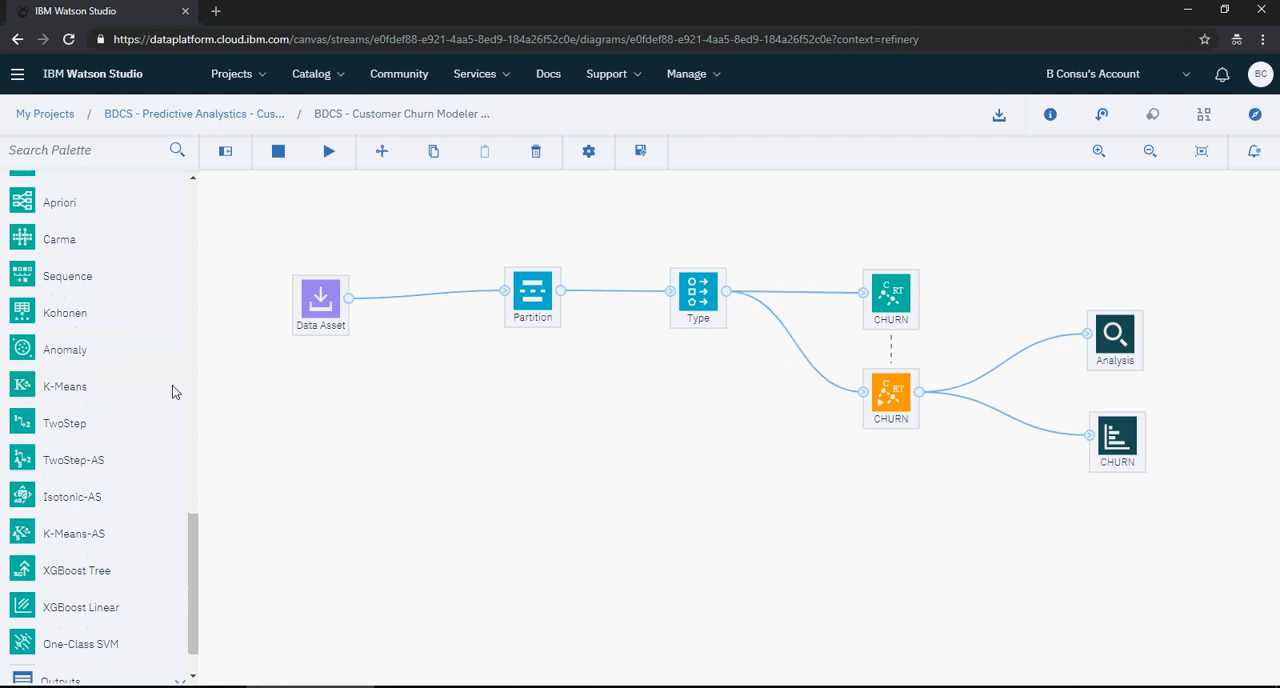 IBM Watson Studio
https://dataplatform.cloud.ibm.com/canvas/streams/e0fdef88-e921-4aa5-8ed9-184a26f52c0e/diagrams/e0fdef88-e921-4aa5-8ed9-184a26f52c0e?context=refinery
IBM Watson Studio Projects Catalog Community Services Docs Support Manage B Consu's Account BC
My Projects / BDCS - Predictive Analystics - Cus... / BDCS - Customer Churn Modeler ...
Search Palette
Apriori
Carma
Sequence
Kohonen
Anomaly
K-Means
TwoStep
TwoStep-AS
Isotonic-AS
K-Means-AS
XGBoost Tree
XGBoost Linear
One-Class SVM
Outputs
Data Asset
Partition
Type
C RT
CHURN
C RT
CHURN
Analysis
CHURN